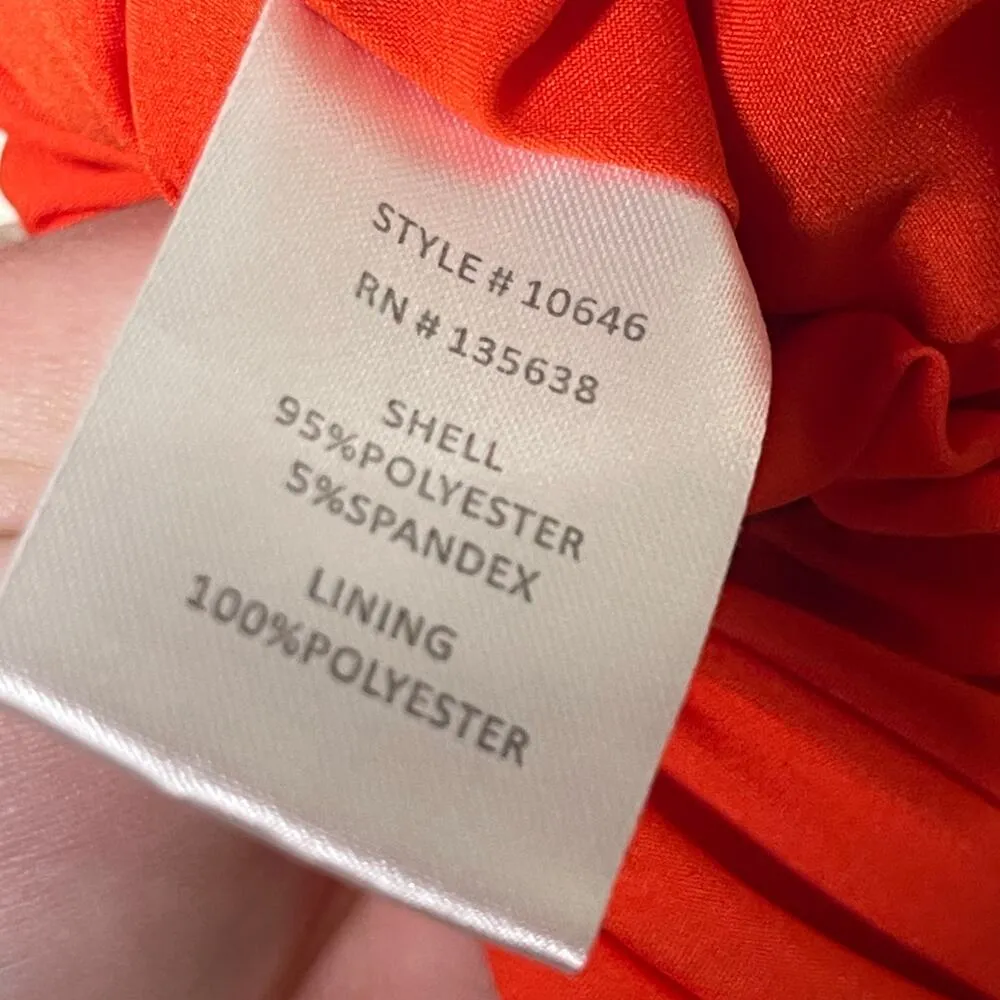 STYLE # 10646
RN # 135638
SHELL
95%POLYESTER
5%SPANDEX
LINING
100%POLYESTER